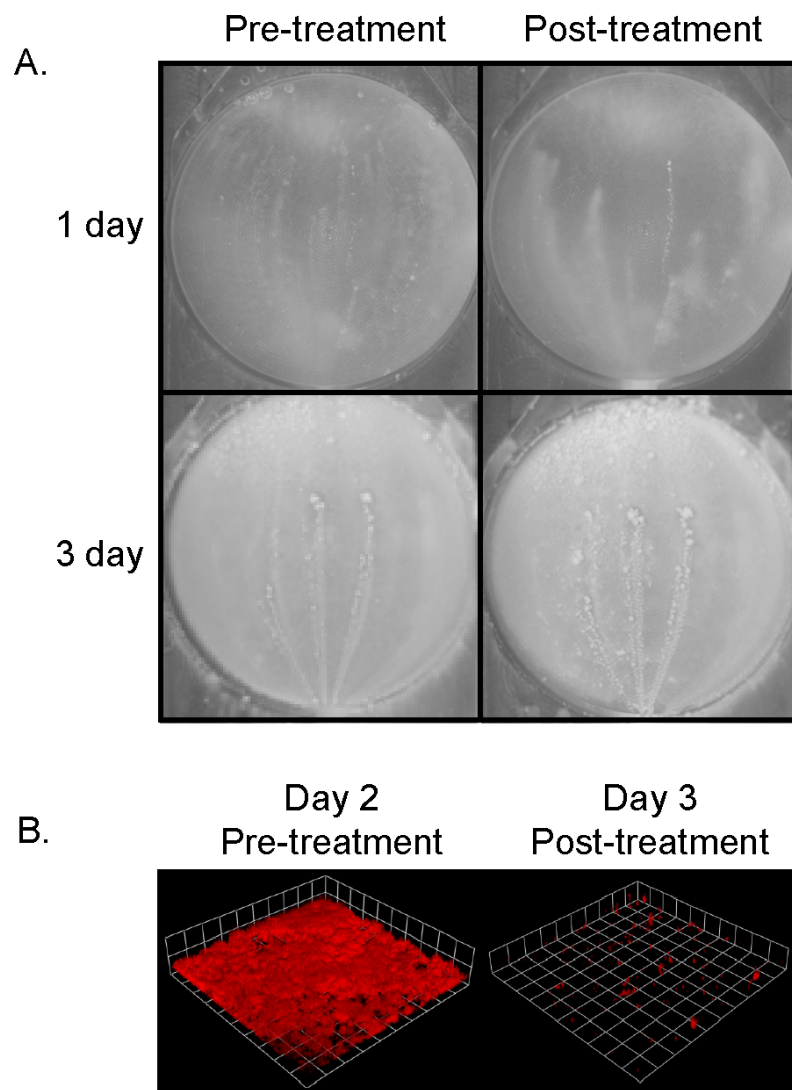 Pre-treatment Post-treatment
A.
1 day
3 day
B.
Day 2 Day 3
Pre-treatment Post-treatment